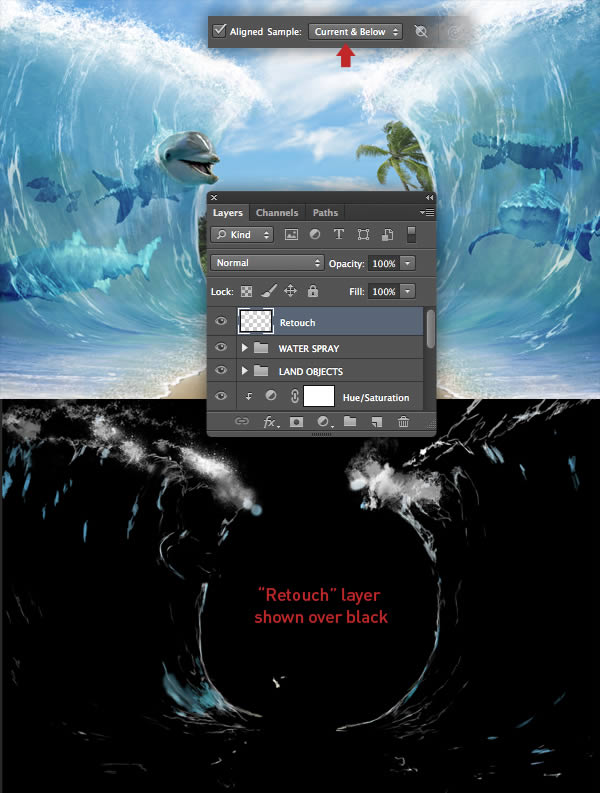 Aligned Sample: Current & Below
Layers Channels Paths
Kind T
Normal Opacity: 100%
Lock: Fill: 100%
Retouch
WATER SPRAY
LAND OBJECTS
Hue/Saturation
fx
"Retouch” layer
shown over black